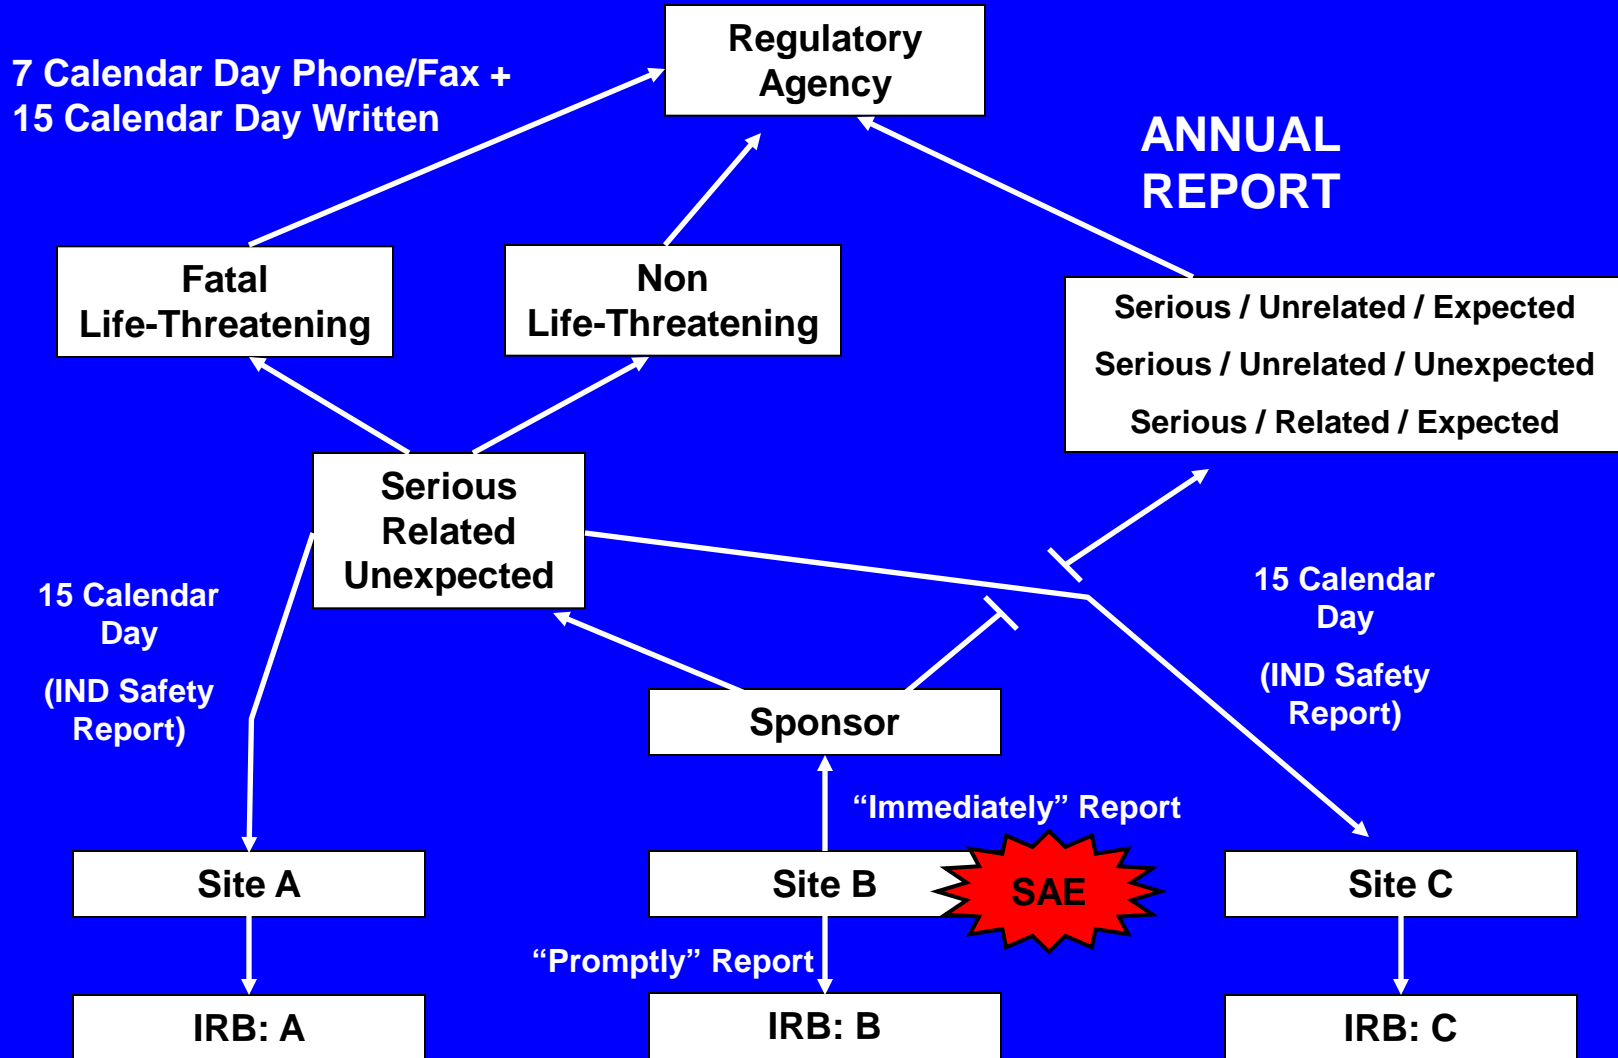 Regulatory
Agency
7 Calendar Day Phone/Fax +
15 Calendar Day Written
ANNUAL
REPORT
Fatal
Life-Threatening
Non
Life-Threatening
Serious / Unrelated / Expected
Serious / Unrelated / Unexpected
Serious / Related / Expected
Serious
Related
Unexpected
15 Calendar
Day
(IND Safety
Report)
15 Calendar
Day
(IND Safety
Report)
Sponsor
“Immediately” Report
Site A
Site B
SAE
Site C
“Promptly” Report
IRB: A
IRB: B
IRB: C